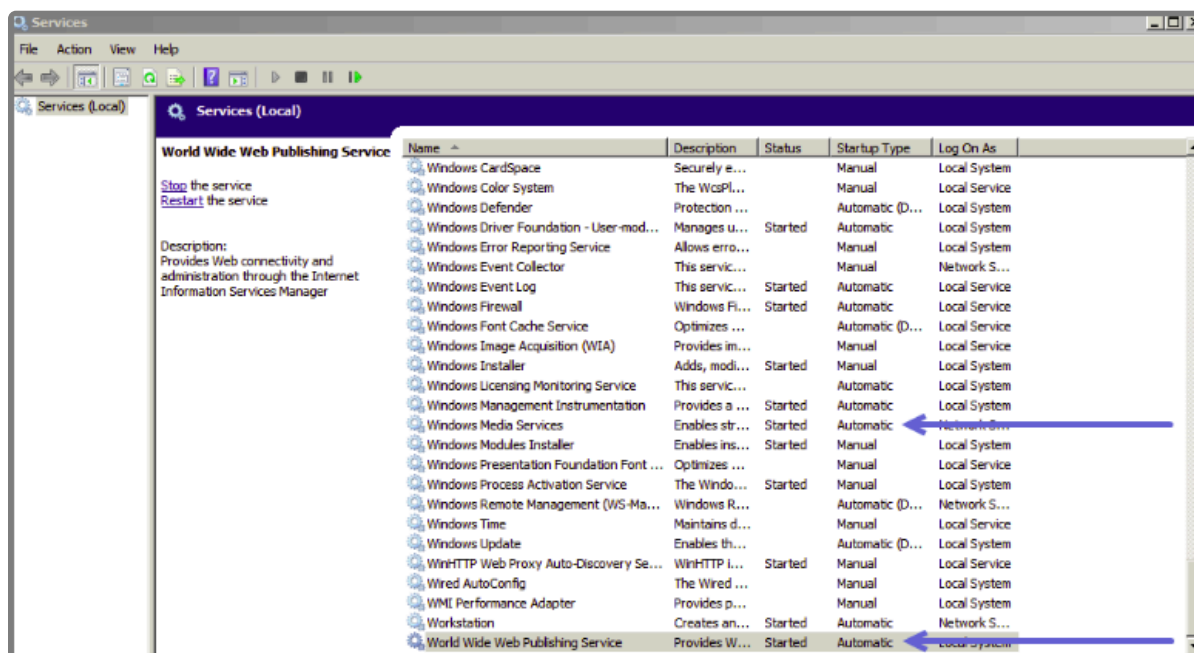 Services
File Action View Help
Services (Local)
Services (Local)
World Wide Web Publishing Service
Stop the service
Restart the service
Description:
Provides Web connectivity and
administration through the Internet
Information Services Manager
Name Description Status Startup Type Log On As
Windows CardSpace Securely e... Manual Local System
Windows Color System The WcsPl... Manual Local Service
Windows Defender Protection ... Automatic (D... Local System
Windows Driver Foundation - User-mod... Manages u... Started Automatic Local System
Windows Error Reporting Service Allows erro... Manual Local System
Windows Event Collector This servic... Manual Network S...
Windows Event Log This servic... Started Automatic Local Service
Windows Firewall Windows Fi... Started Automatic Local Service
Windows Font Cache Service Optimizes ... Automatic (D... Local Service
Windows Image Acquisition (WIA) Provides im... Manual Local Service
Windows Installer Adds, modi... Started Manual Local System
Windows Licensing Monitoring Service This servic... Automatic Local System
Windows Management Instrumentation Provides a ... Started Automatic Local System
Windows Media Services Enables str... Started Automatic Network S...
Windows Modules Installer Enables ins... Started Manual Local System
Windows Presentation Foundation Font ... Optimizes ... Manual Local Service
Windows Process Activation Service The Windo... Started Manual Local System
Windows Remote Management (WS-Ma... Windows R... Automatic (D... Network S...
Windows Time Maintains d... Manual Local Service
Windows Update Enables th... Automatic (D... Local System
WinHTTP Web Proxy Auto-Discovery Se... WinHTTP i... Started Manual Local Service
Wired AutoConfig The Wired ... Manual Local System
WMI Performance Adapter Provides p... Manual Local System
Workstation Creates an... Started Automatic Network S...
World Wide Web Publishing Service Provides W... Started Automatic Local System